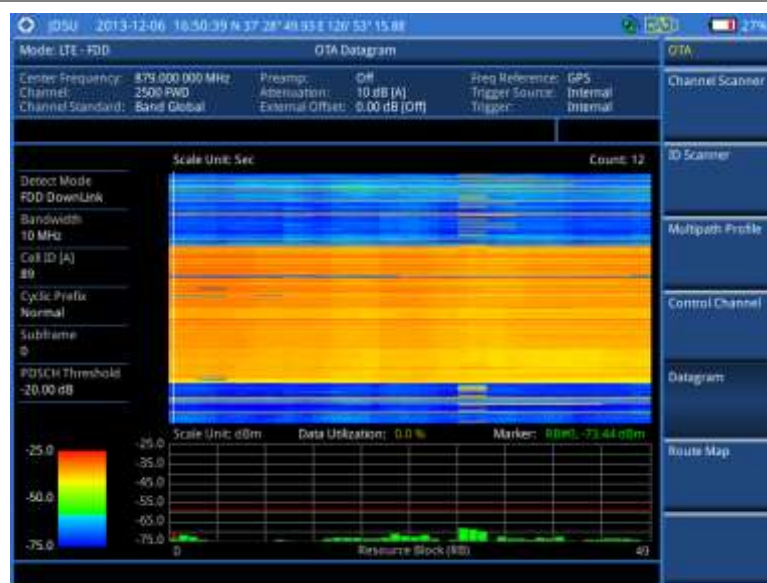 JDSU 2013-12-06 16:50:39 N 37° 28' 49.93 E 126° 53' 15.88 27%
Mode: LTE - FDD OTA Datagram OTA
Center Frequency: 879.000 000 MHz Preamp: Off Freq Reference: GPS
Channel: 2500 FWD Attenuation: 10 dB [A] Trigger Source: Internal
Channel Standard: Band Global External Offset: 0.00 dB [Off] Trigger: Internal
Channel Scanner
Scale Unit: Sec Count: 12
ID Scanner
Detect Mode
FDD DownLink
Bandwidth
10 MHz
Multipath Profile
Cell ID [A]
89
Cyclic Prefix
Normal
Control Channel
Subframe
0
PDSCH Threshold
-20.00 dB
Datagram
Scale Unit: dBm Data Utilization: 0.0 % Marker: RB#0, -73.44 dBm
Route Map
-25.0
-50.0
-75.0
-25.0
-35.0
-45.0
-55.0
-65.0
-75.0
0 Resource Block (RB) 49